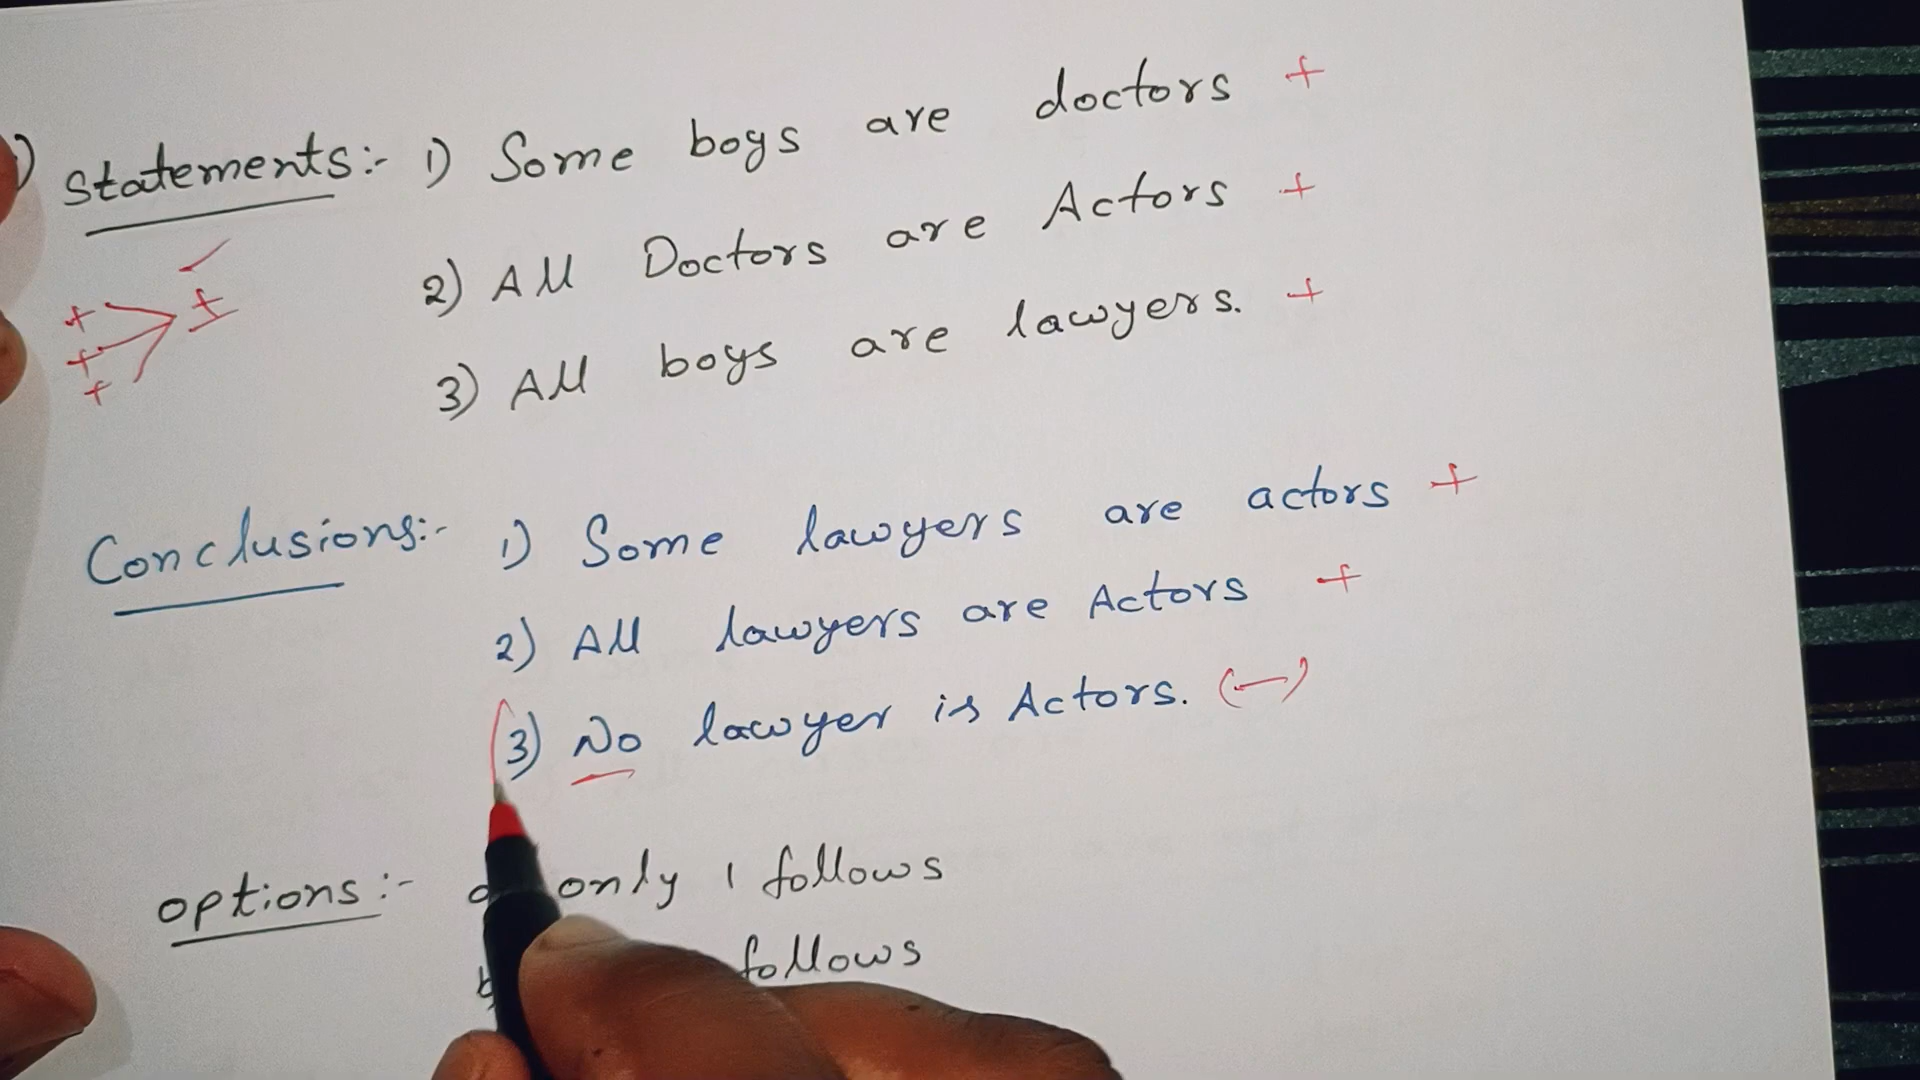 ) Statements:- 1) Some boys are doctors +
2) All Doctors are Actors +
+ + + +
3) All boys are lawyers. +
Conclusions:- 1) Some lawyers are actors +
2) All lawyers are Actors +
3) No lawyer is Actors. (-)
options:- only 1 follows
follows